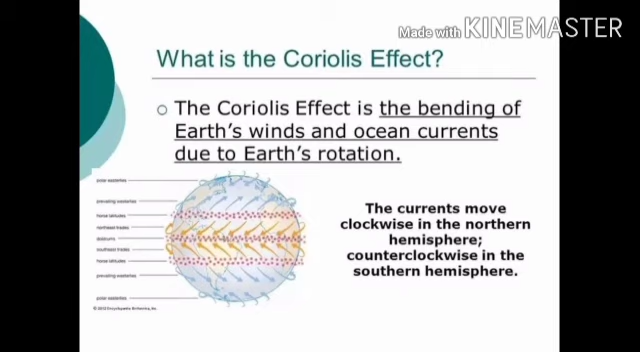 Made with KINEMASTER
What is the Coriolis Effect?
The Coriolis Effect is the bending of
Earth's winds and ocean currents
due to Earth's rotation.
polar easterlies
prevailing westerlies
horse latitudes
northeast trades
doldrums
southeast trades
horse latitudes
prevailing westerlies
polar easterlies
The currents move
clockwise in the northern
hemisphere;
counterclockwise in the
southern hemisphere.